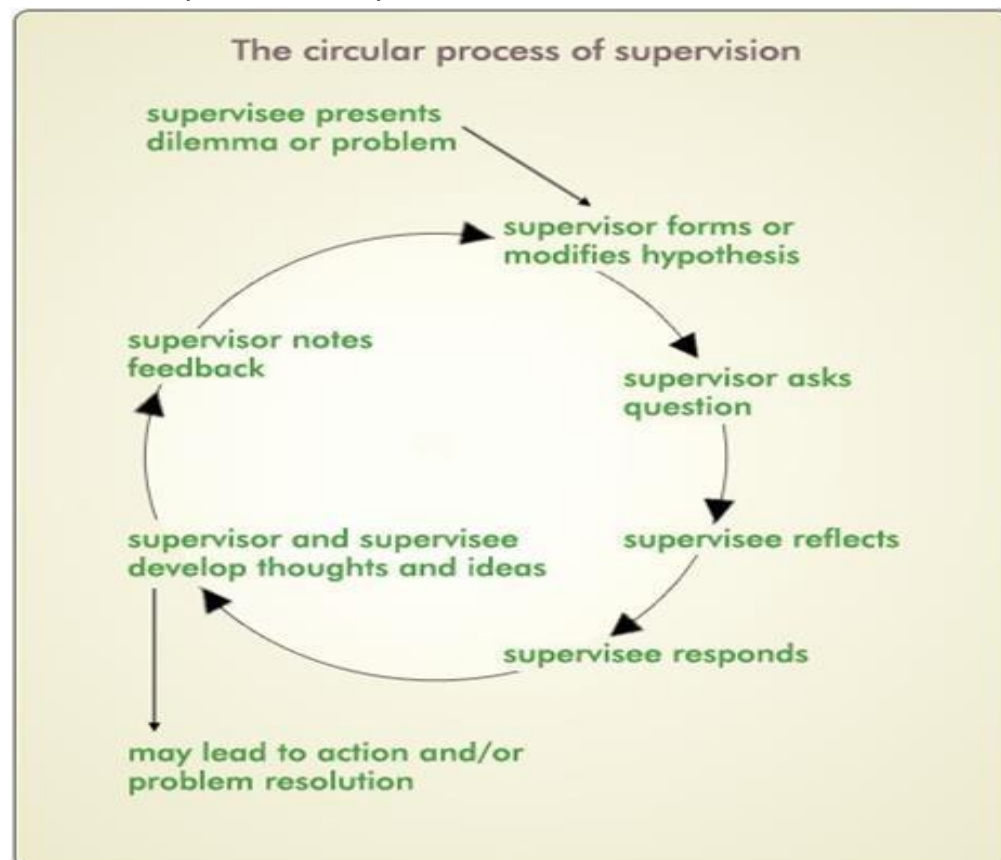 The circular process of supervision
supervisee presents
dilemma or problem
supervisor forms or
modifies hypothesis
supervisor asks
question
supervisee reflects
supervisee responds
supervisor and supervisee
develop thoughts and ideas
supervisor notes
feedback
may lead to action and/or
problem resolution